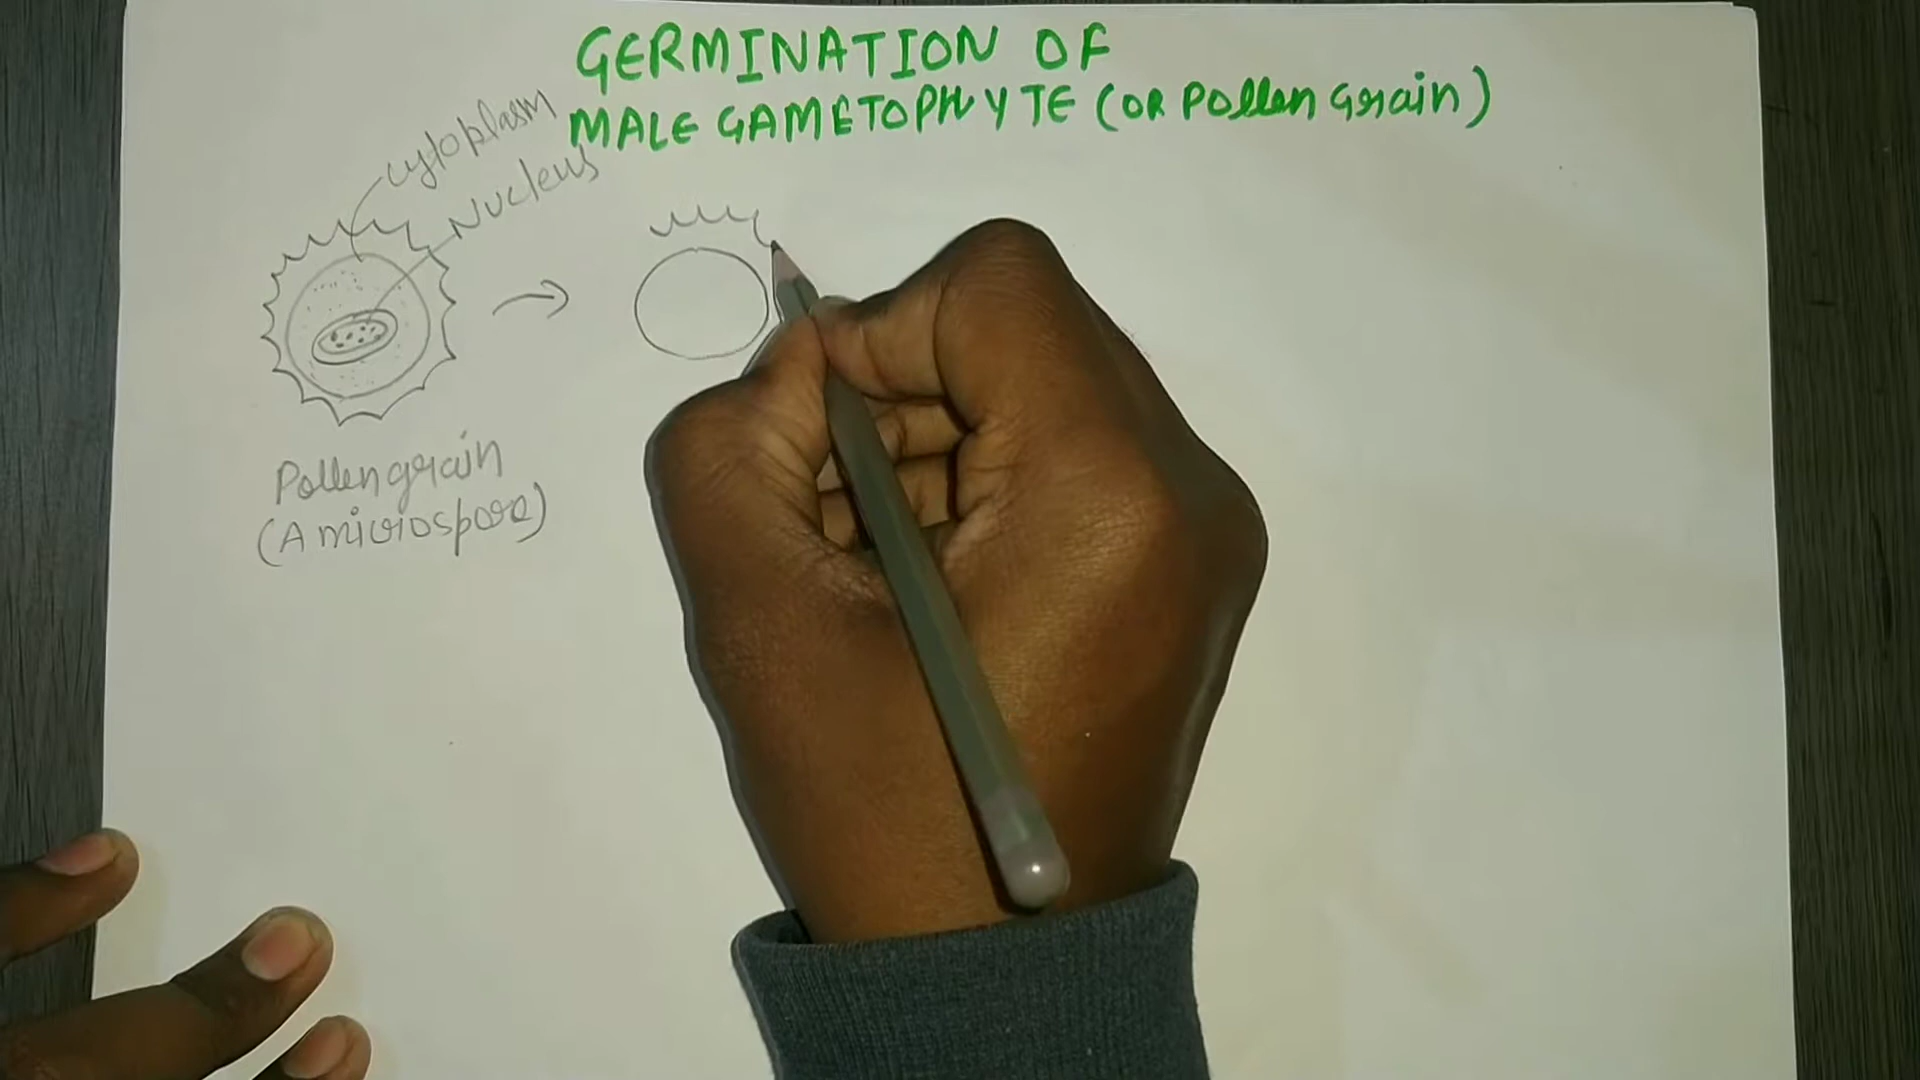 GERMINATION OF
MALE GAMETOPHYTE (OR Pollen Grain)
cytoplasm
Nucleus
Pollen grain
(A microspore)